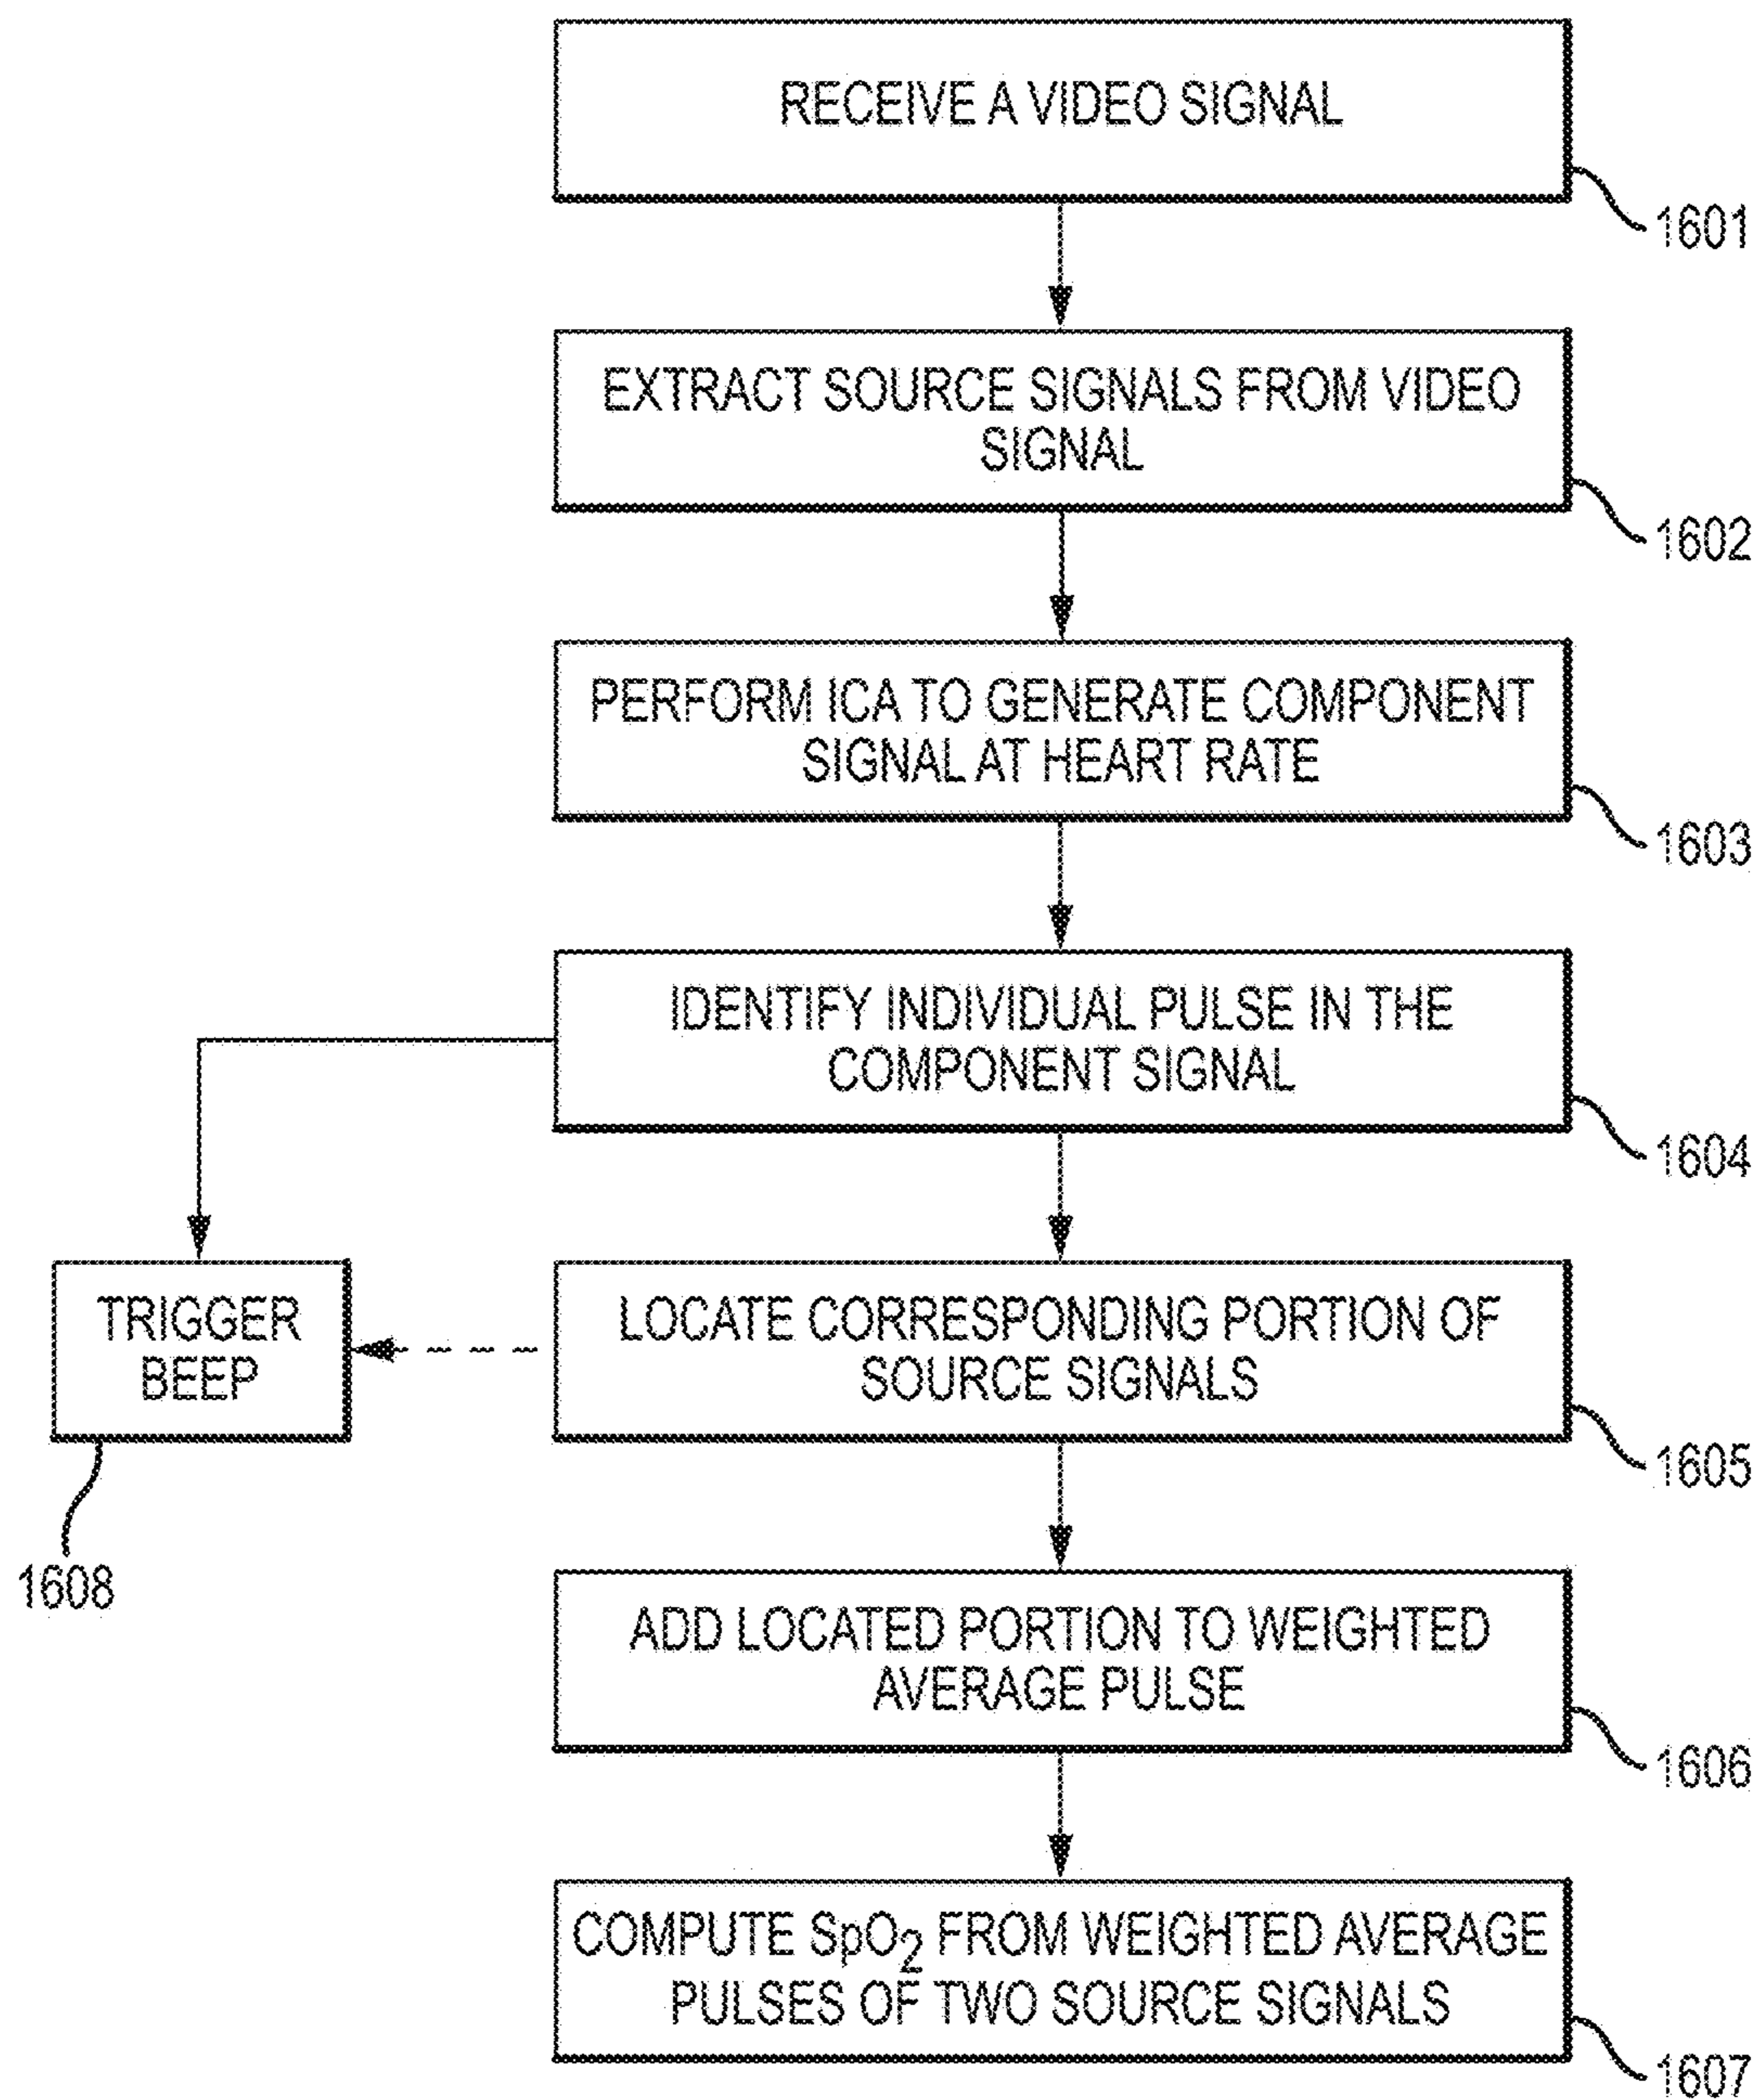 RECEIVE A VIDEO SIGNAL
1601
EXTRACT SOURCE SIGNALS FROM VIDEO
SIGNAL
1602
PERFORM ICA TO GENERATE COMPONENT
SIGNAL AT HEART RATE
1603
IDENTIFY INDIVIDUAL PULSE IN THE
COMPONENT SIGNAL
1604
TRIGGER
BEEP
1608
LOCATE CORRESPONDING PORTION OF
SOURCE SIGNALS
1605
ADD LOCATED PORTION TO WEIGHTED
AVERAGE PULSE
1606
COMPUTE SpO₂ FROM WEIGHTED AVERAGE
PULSES OF TWO SOURCE SIGNALS
1607